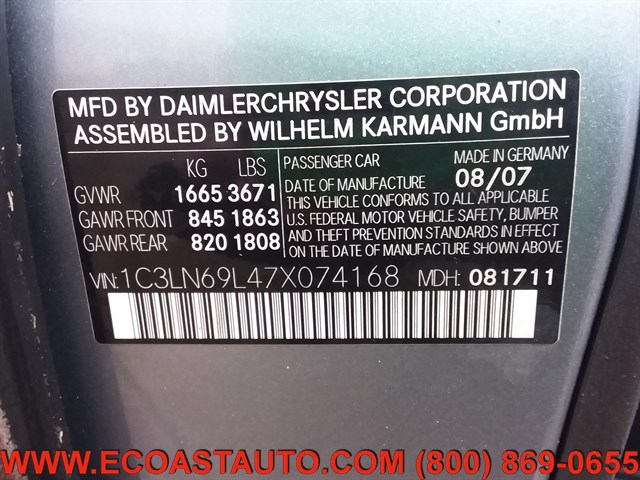 MFD BY DAIMLERCHRYSLER CORPORATION
ASSEMBLED BY WILHELM KARMANN GmbH
KG LBS
GVWR 1665 3671
GAWR FRONT 845 1863
GAWR REAR 820 1808
PASSENGER CAR MADE IN GERMANY
DATE OF MANUFACTURE 08/07
THIS VEHICLE CONFORMS TO ALL APPLICABLE
U.S. FEDERAL MOTOR VEHICLE SAFETY, BUMPER
AND THEFT PREVENTION STANDARDS IN EFFECT
ON THE DATE OF MANUFACTURE SHOWN ABOVE.
VIN:1C3LN69L47X074168 MDH: 081711
WWW.ECOASTAUTO.COM (800) 869-0655